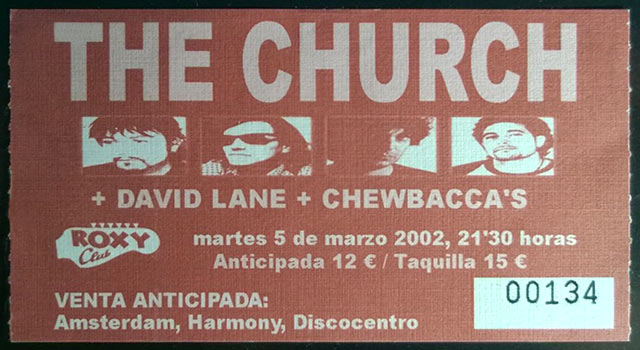 THE CHURCH
+ DAVID LANE + CHEWBACCA'S
ROXY
Club
martes 5 de marzo 2002, 21'30 horas
Anticipada 12 € / Taquilla 15 €
VENTA ANTICIPADA:
Amsterdam, Harmony, Discocentro
00134